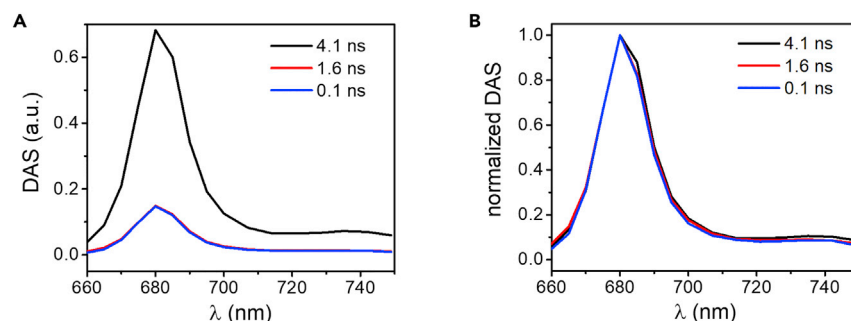 A
DAS (a.u.)
0.6
0.4
0.2
0.0
4.1 ns
1.6 ns
0.1 ns
660 680 700 720 740
λ (nm)
B
normalized DAS
1.0
0.8
0.6
0.4
0.2
0.0
4.1 ns
1.6 ns
0.1 ns
660 680 700 720 740
λ (nm)